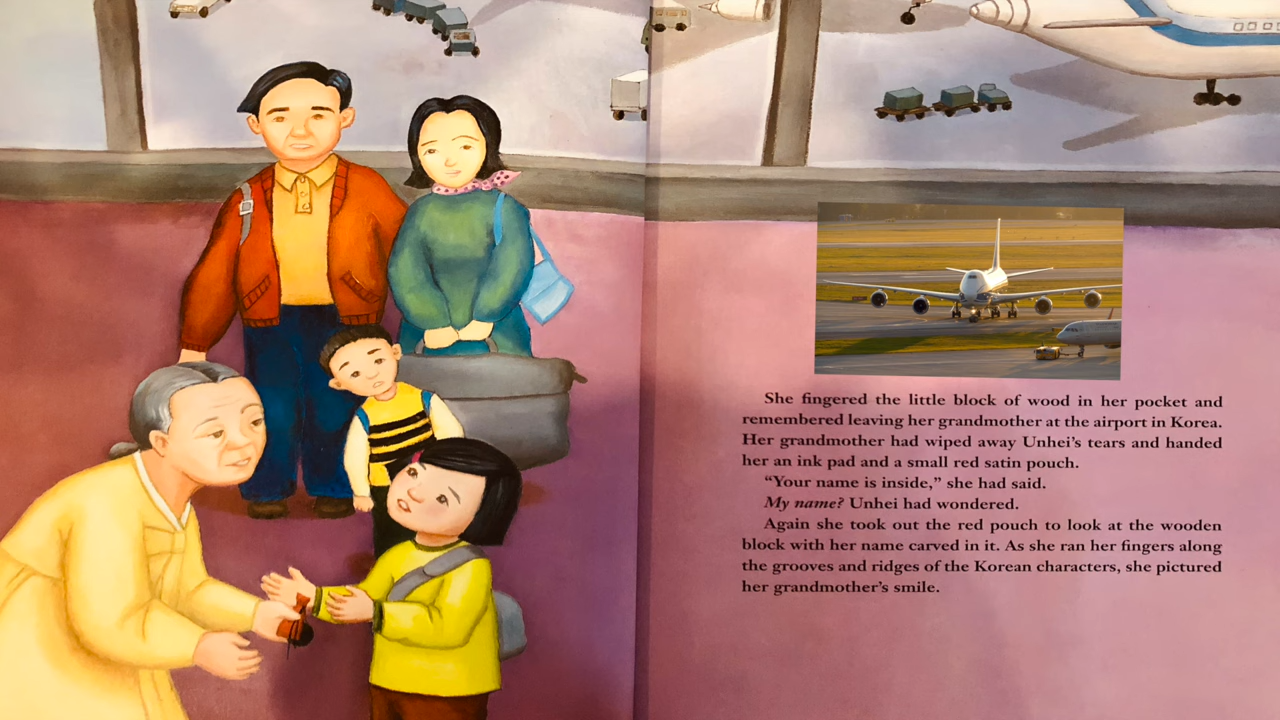 She fingered the little block of wood in her pocket and
remembered leaving her grandmother at the airport in Korea.
Her grandmother had wiped away Unhei's tears and handed
her an ink pad and a small red satin pouch.
“Your name is inside,” she had said.
My name? Unhei had wondered.
Again she took out the red pouch to look at the wooden
block with her name carved in it. As she ran her fingers along
the grooves and ridges of the Korean characters, she pictured
her grandmother's smile.